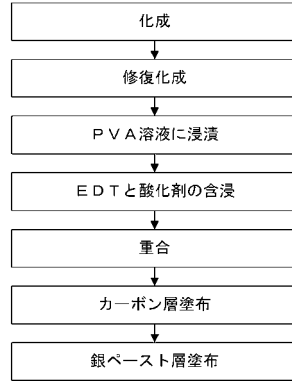 化成
修復化成
ＰＶＡ溶液に浸漬
ＥＤＴと酸化剤の含浸
重合
カーボン層塗布
銀ペースト層塗布